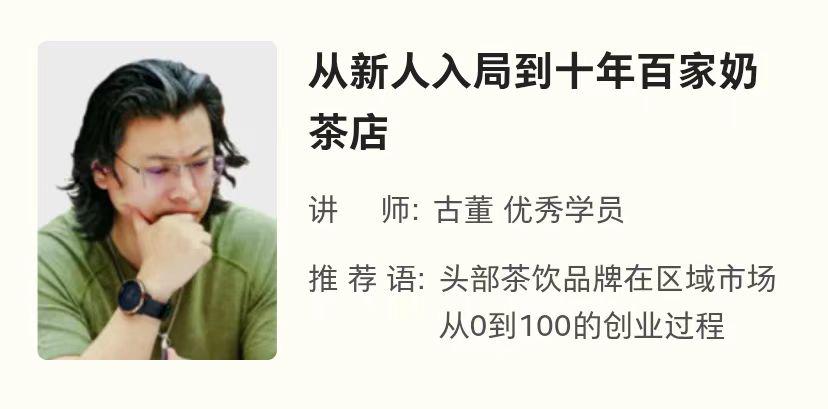 从新人入局到十年百家奶
茶店
讲 师: 古董 优秀学员
推 荐 语: 头部茶饮品牌在区域市场
从0到100的创业过程